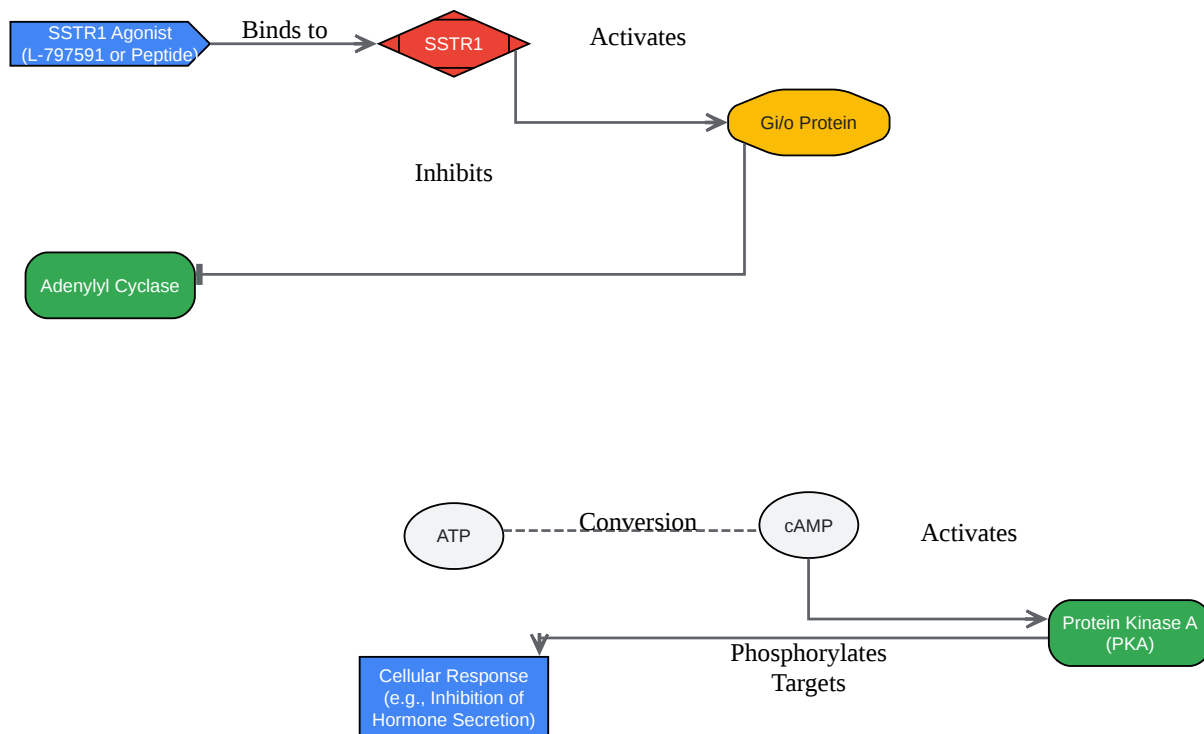 SSTR1 Agonist
(L-797591 or Peptide)
Binds to
SSTR1
Activates
Gi/o Protein
Inhibits
Adenylyl Cyclase
ATP
Conversion
cAMP
Activates
Protein Kinase A
(PKA)
Phosphorylates
Targets
Cellular Response
(e.g., Inhibition of
Hormone Secretion)